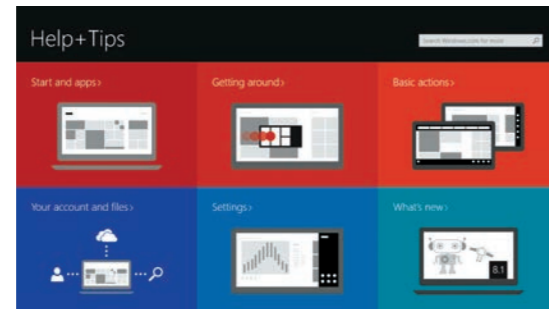 Help+Tips
Search Windows.com for more
Start and apps>
Getting around>
Basic actions>
Your account and files>
Settings>
What's new>
8.1